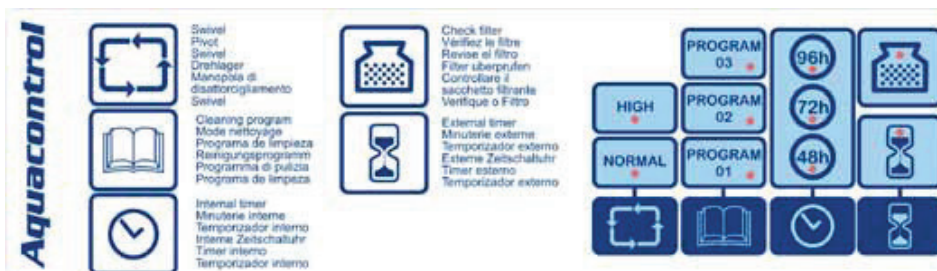 Aquacontrol
Swivel
Pivot
Swivel
Drehlager
Manopola di
disattorcigliamento
Swivel
Cleaning program
Mode nettoyage
Programa de limpieza
Reinigungsprogramm
Programma di pulizia
Programa de limpeza
Internal timer
Minuterie interne
Temporizador interno
Interne Zeitschaltuhr
Timer interno
Temporizador interno
Check filter
Vérifiez le filtre
Revise el filtro
Filter uberprufen
Controllare il
sacchetto filtrante
Verifique o Filtro
External timer
Minuterie externe
Temporizador externo
Externe Zeitschaltuhr
Timer esterno
Temporizador externo
HIGH
NORMAL
PROGRAM
03
PROGRAM
02
PROGRAM
01
96h
72h
48h